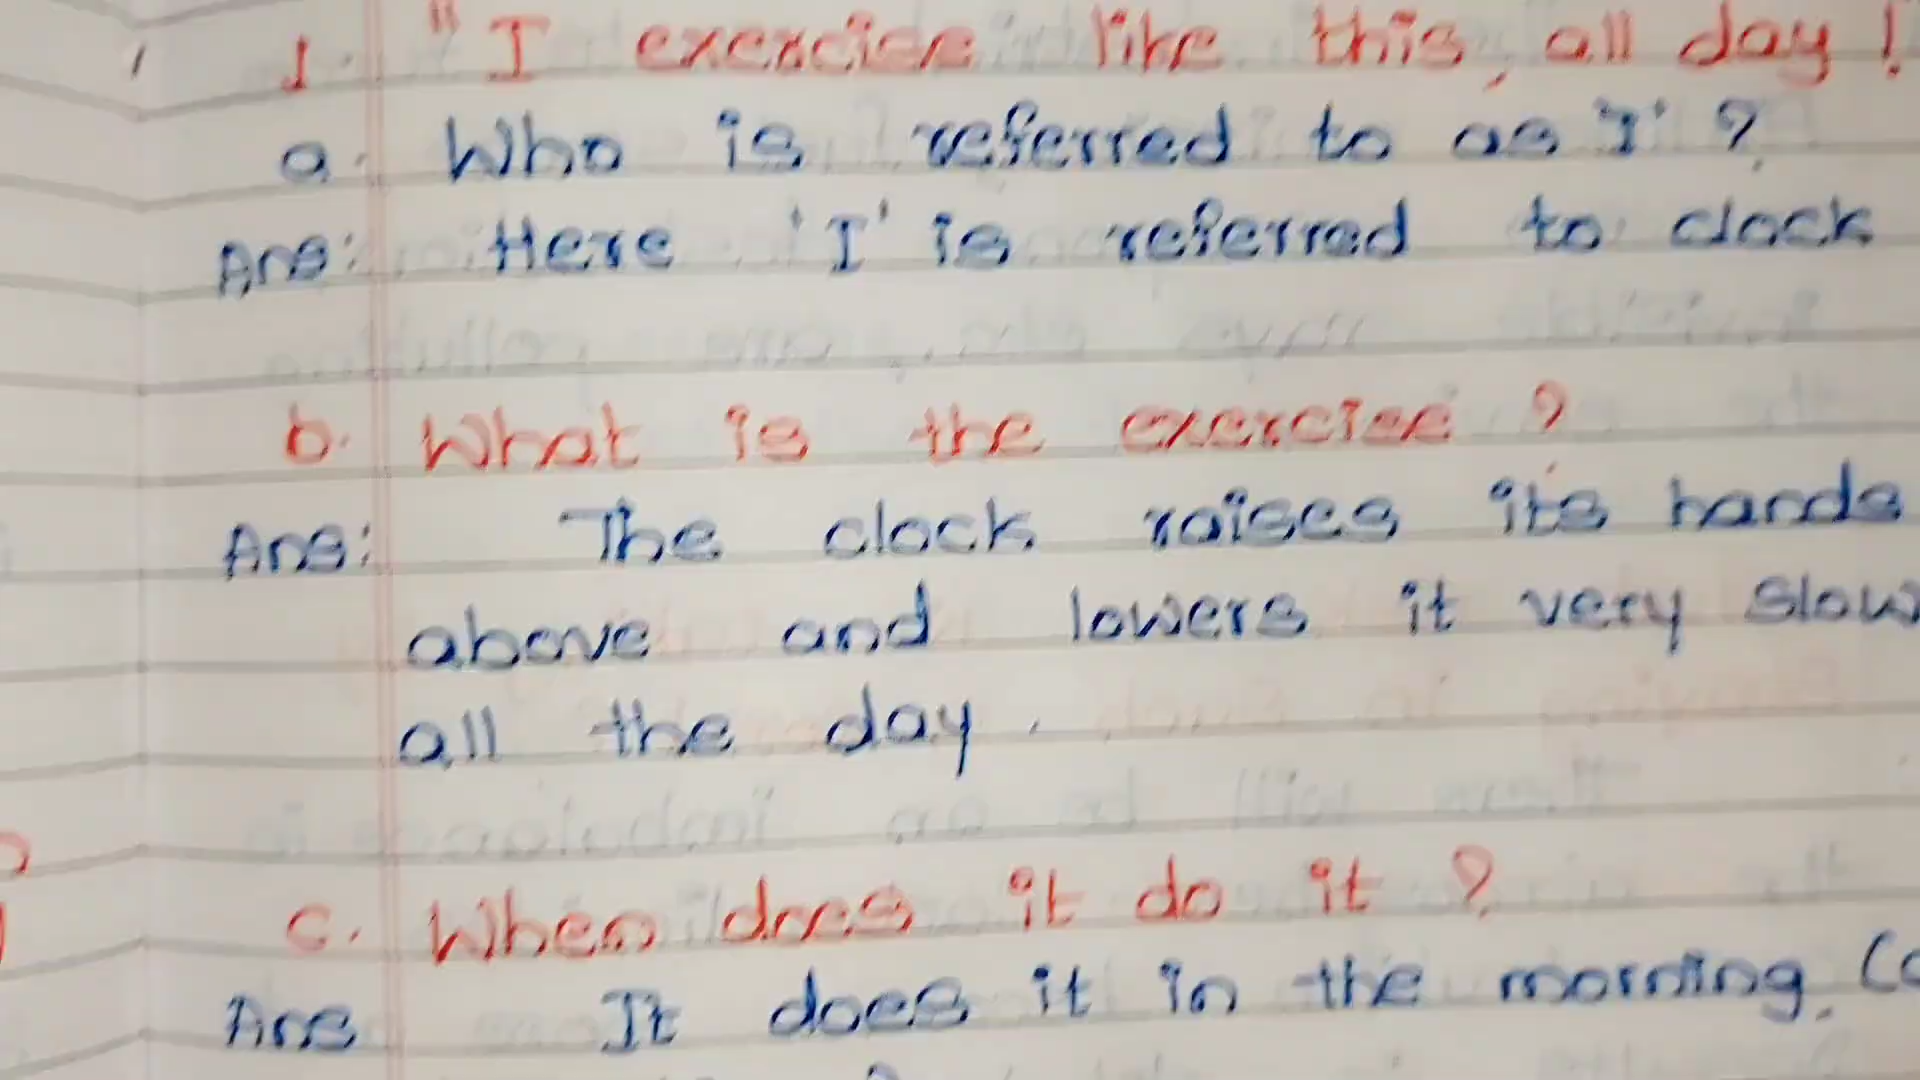 1. "I exercise like this, all day!
a. Who is referred to as 'I' ?
Ans: Here 'I' is referred to clock
b. What is the exercise ?
Ans: The clock raises its hands
above and lowers it very slow
all the day.
c. When does it do it ?
Ans It does it in the morning,